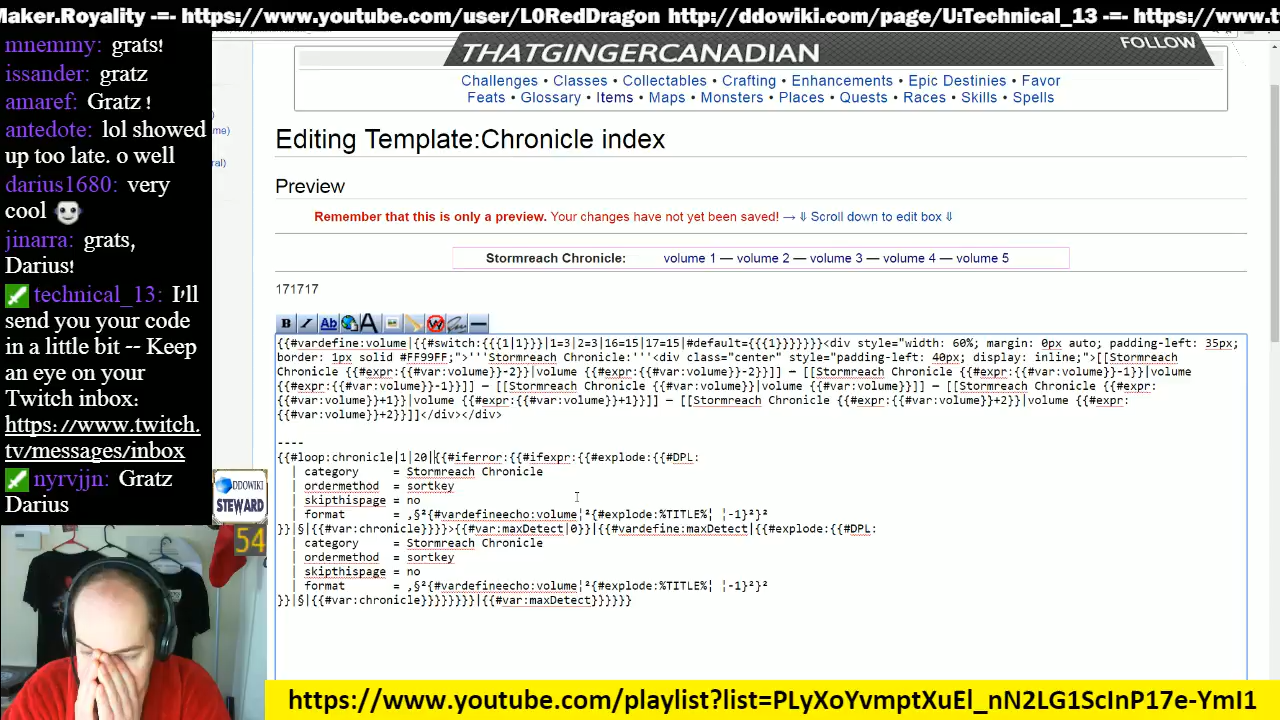 Maker.Royality -=- https://www.youtube.com/user/L0RedDragon http://ddowiki.com/page/U:Technical_13 -=- https://www.
mnemmy: grats!
issander: gratz
amaref: Gratz !
antedote: lol showed
up too late. o well
darius1680: very
cool
jinarra: grats,
Darius!
technical_13: I'll
send you your code
in a little bit -- Keep
an eye on your
Twitch inbox:
https://www.twitch.
tv/messages/inbox
nyrvjjn: Gratz
Darius
DDOWIKI
STEWARD
54
THATGINGERCANADIAN
FOLLOW
Challenges • Classes • Collectables • Crafting • Enhancements • Epic Destinies • Favor
Feats • Glossary • Items • Maps • Monsters • Places • Quests • Races • Skills • Spells
Editing Template:Chronicle index
Preview
Remember that this is only a preview. Your changes have not yet been saved! → ⇓ Scroll down to edit box ⇓
Stormreach Chronicle: volume 1 — volume 2 — volume 3 — volume 4 — volume 5
171717
{{#vardefine:volume|{{#switch:{{{1|1}}}|1=3|2=3|16=15|17=15|#default={{{1}}}}}}}<div style="width: 60%; margin: 0px auto; padding-left: 35px;
border: 1px solid #FF99FF;">'''Stormreach Chronicle:'''<div class="center" style="padding-left: 40px; display: inline;">[[Stormreach
Chronicle {{#expr:{{#var:volume}}-2}}|volume {{#expr:{{#var:volume}}-2}}]] — [[Stormreach Chronicle {{#expr:{{#var:volume}}-1}}|volume
{{#expr:{{#var:volume}}-1}}]] — [[Stormreach Chronicle {{#var:volume}}|volume {{#var:volume}}]] — [[Stormreach Chronicle {{#expr:
{{#var:volume}}+1}}|volume {{#expr:{{#var:volume}}+1}}]] — [[Stormreach Chronicle {{#expr:{{#var:volume}}+2}}|volume {{#expr:
{{#var:volume}}+2}}]]</div></div>
----
{{#loop:chronicle|1|20|{{#iferror:{{#ifexpr:{{#explode:{{#DPL:
| category = Stormreach Chronicle
| ordermethod = sortkey
| skipthispage = no
| format = ,§²{#vardefineecho:volume¦²{#explode:%TITLE%¦ ¦-1}²}²
}}|§|{{#var:chronicle}}}}>{{#var:maxDetect|0}}|{{#vardefine:maxDetect|{{#explode:{{#DPL:
| category = Stormreach Chronicle
| ordermethod = sortkey
| skipthispage = no
| format = ,§²{#vardefineecho:volume¦²{#explode:%TITLE%¦ ¦-1}²}²
}}|§|{{#var:chronicle}}}}}}}}|{{#var:maxDetect}}}}}}
https://www.youtube.com/playlist?list=PLyXoYvmptXuEl_nN2LG1ScInP17e-YmI1